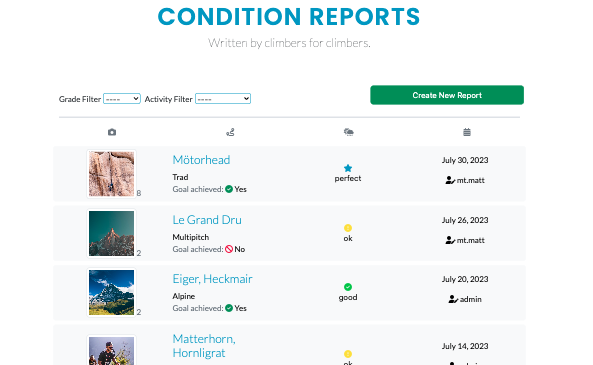 CONDITION REPORTS
Written by climbers for climbers.
Grade Filter ---- Activity Filter ----
Create New Report
Mötorhead
Trad
Goal achieved: Yes
8
perfect
July 30, 2023
mt.matt
Le Grand Dru
Multipitch
Goal achieved: No
2
ok
July 26, 2023
mt.matt
Eiger, Heckmair
Alpine
Goal achieved: Yes
2
good
July 20, 2023
admin
Matterhorn,
Hornligrat
July 14, 2023